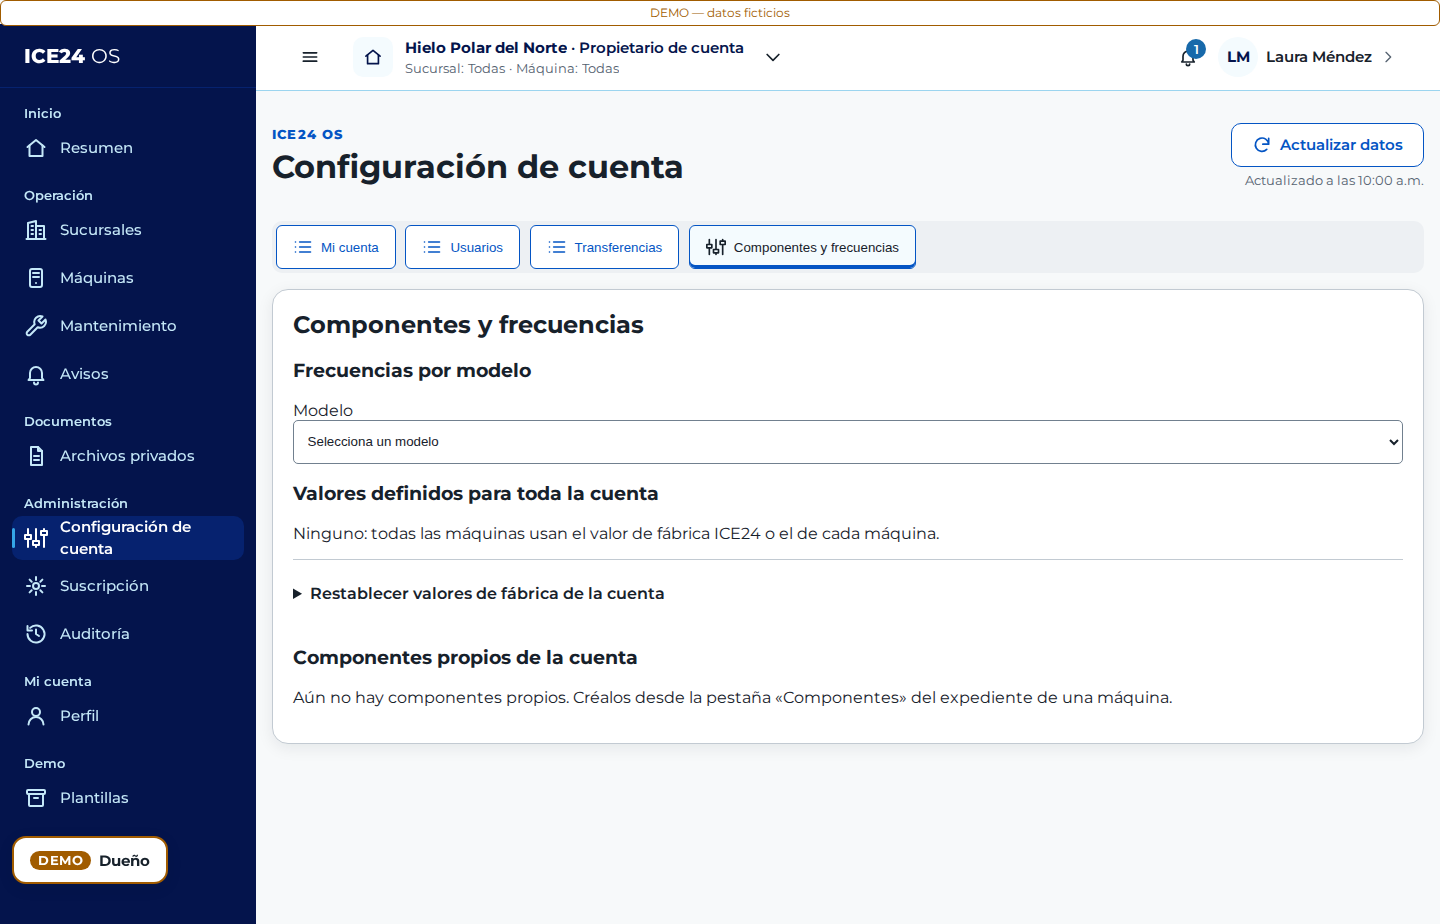 DEMO — datos ficticios
ICE24 OS
Inicio
Resumen
Operación
Sucursales
Máquinas
Mantenimiento
Avisos
Documentos
Archivos privados
Administración
Configuración de
cuenta
Suscripción
Auditoría
Mi cuenta
Perfil
Demo
Plantillas
DEMO Dueño
Hielo Polar del Norte · Propietario de cuenta
Sucursal: Todas · Máquina: Todas
1
LM Laura Méndez
ICE24 OS
Configuración de cuenta
Actualizar datos
Actualizado a las 10:00 a.m.
Mi cuenta
Usuarios
Transferencias
Componentes y frecuencias
Componentes y frecuencias
Frecuencias por modelo
Modelo
Selecciona un modelo
Valores definidos para toda la cuenta
Ninguno: todas las máquinas usan el valor de fábrica ICE24 o el de cada máquina.
Restablecer valores de fábrica de la cuenta
Componentes propios de la cuenta
Aún no hay componentes propios. Créalos desde la pestaña «Componentes» del expediente de una máquina.